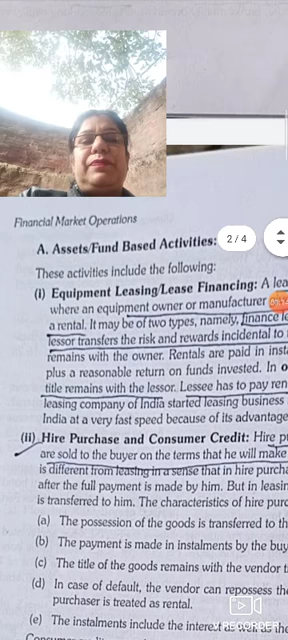 Financial Market Operations
A. Assets/Fund Based Activities:
2/4
These activities include the following:
(i) Equipment Leasing/Lease Financing: A lea
where an equipment owner or manufacturer
a rental. It may be of two types, namely, finance le
lessor transfers the risk and rewards incidental to
remains with the owner. Rentals are paid in inst
plus a reasonable return on funds invested. In o
title remains with the lessor. Lessee has to pay ren
leasing company of India started leasing business
India at a very fast speed because of its advantage
(ii) Hire Purchase and Consumer Credit: Hire pu
are sold to the buyer on the terms that he will make
is different from leasing in a sense that in hire purcha
after the full payment is made by him. But in leasin
is transferred to him. The characteristics of hire purc
(a) The possession of the goods is transferred to th
(b) The payment is made in instalments by the buy
(c) The title of the goods remains with the vendor t
(d) In case of default, the vendor can repossess the
purchaser is treated as rental.
(e) The instalments include the interest as well as the
RECORDER